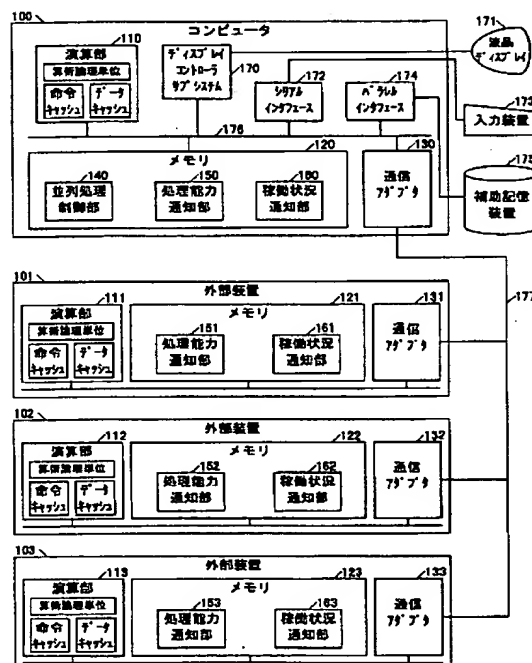 100
コンピュータ
110
演算部
算術論理単位
命令
キャッシュ
データ
キャッシュ
ディスプレイ
コントローラ
サブシステム
170
172
シリアル
インタフェース
174
パラレル
インタフェース
171
液晶
ディスプレイ
173
入力装置
175
補助記憶
装置
176
120
メモリ
140
並列処理
制御部
150
処理能力
通知部
160
稼働状況
通知部
130
通信
アダプタ
177
101
外部装置
111
演算部
算術論理単位
命令
キャッシュ
データ
キャッシュ
121
メモリ
151
処理能力
通知部
161
稼働状況
通知部
131
通信
アダプタ
102
外部装置
112
演算部
算術論理単位
命令
キャッシュ
データ
キャッシュ
122
メモリ
152
処理能力
通知部
162
稼働状況
通知部
132
通信
アダプタ
103
外部装置
113
演算部
算術論理単位
命令
キャッシュ
データ
キャッシュ
123
メモリ
153
処理能力
通知部
163
稼働状況
通知部
133
通信
アダプタ